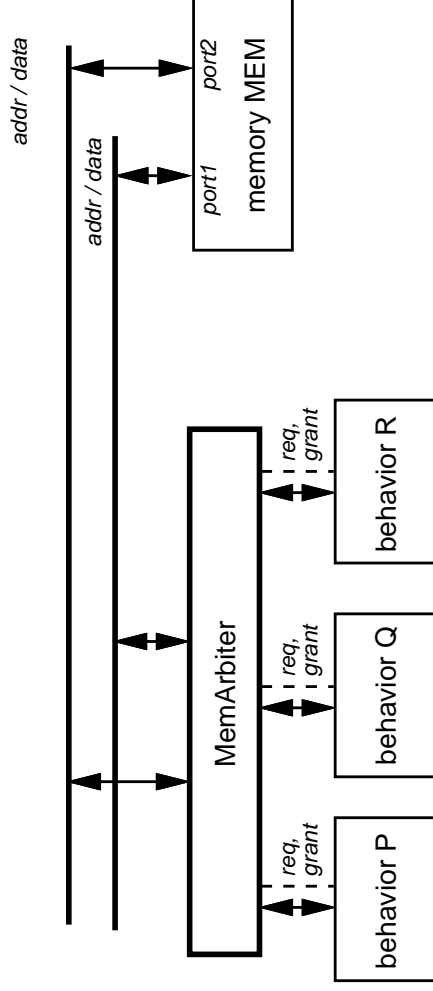 addr / data
addr / data
port1
port2
memory MEM
MemArbiter
req,
grant
req,
grant
req,
grant
behavior P
behavior Q
behavior R